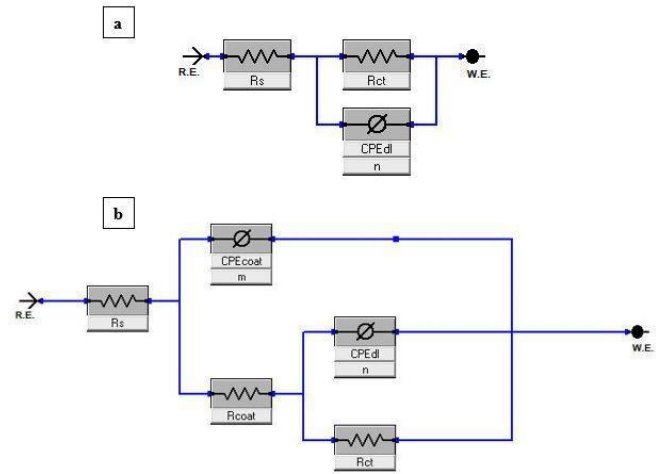 a
R.E.
Rs
Rct
W.E.
CPEdl
n
b
CPEcoat
m
R.E.
Rs
CPEdl
n
W.E.
Rcoat
Rct